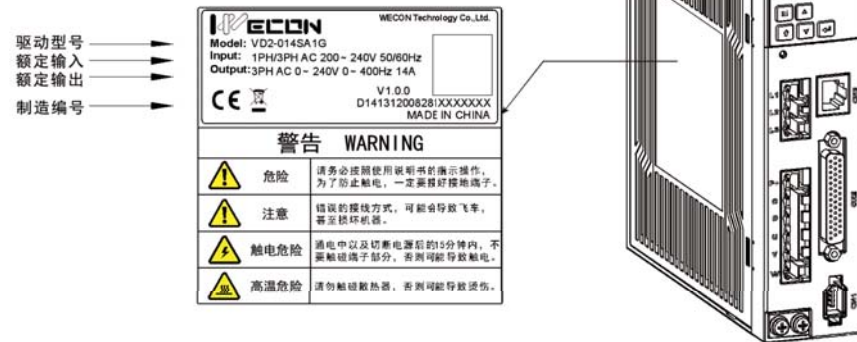 驱动型号
额定输入
额定输出
制造编号
WECON
WECON Technology Co.,Ltd.
Model: VD2-014SA1G
Input: 1PH/3PH AC 200~ 240V 50/60Hz
Output:3PH AC 0~ 240V 0~ 400Hz 14A
CE
V1.0.0
D14131200828IXXXXXXX
MADE IN CHINA
警告 WARNING
危险
请务必按照使用说明书的指示操作,
为了防止触电, 一定要接好接地端子。
注意
错误的接线方式, 可能会导致飞车,
甚至损坏机器。
触电危险
通电中以及切断电源后的15分钟内, 不
要触碰端子部分, 否则可能导致触电。
高温危险
请勿触碰散热器, 否则可能导致烫伤。
L1
L2
L3
P-
C
D
U
V
W
CN1